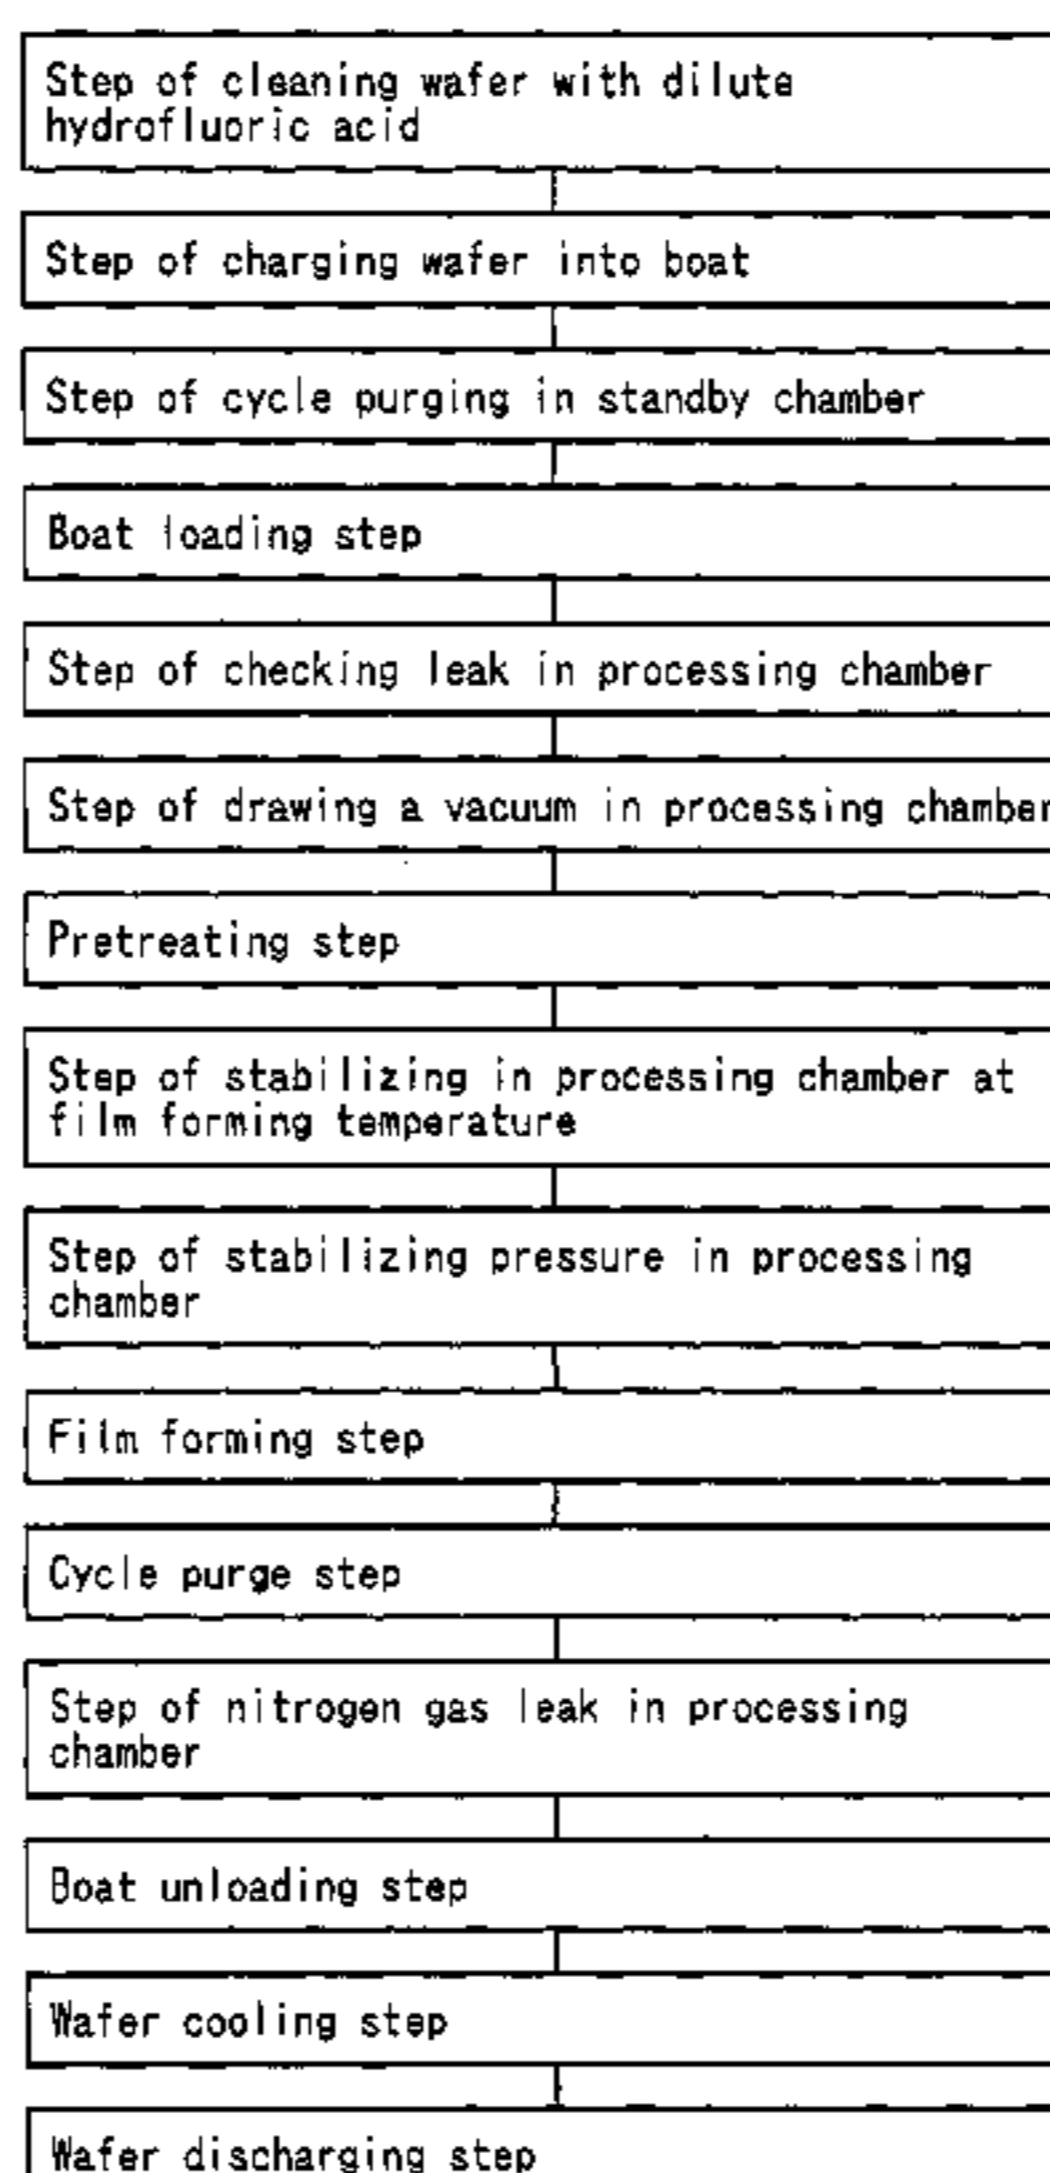 Step of cleaning wafer with dilute
hydrofluoric acid
Step of charging wafer into boat
Step of cycle purging in standby chamber
Boat loading step
Step of checking leak in processing chamber
Step of drawing a vacuum in processing chamber
Pretreating step
Step of stabilizing in processing chamber at
film forming temperature
Step of stabilizing pressure in processing
chamber
Film forming step
Cycle purge step
Step of nitrogen gas leak in processing
chamber
Boat unloading step
Wafer cooling step
Wafer discharging step